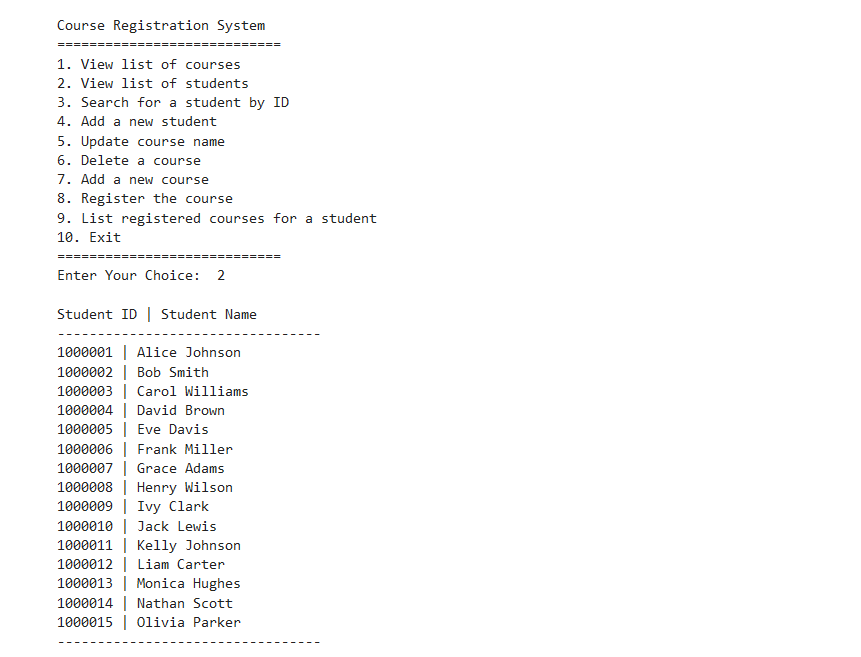 Course Registration System
============================
1. View list of courses
2. View list of students
3. Search for a student by ID
4. Add a new student
5. Update course name
6. Delete a course
7. Add a new course
8. Register the course
9. List registered courses for a student
10. Exit
============================
Enter Your Choice:  2
Student ID | Student Name
---------------------------------
1000001 | Alice Johnson
1000002 | Bob Smith
1000003 | Carol Williams
1000004 | David Brown
1000005 | Eve Davis
1000006 | Frank Miller
1000007 | Grace Adams
1000008 | Henry Wilson
1000009 | Ivy Clark
1000010 | Jack Lewis
1000011 | Kelly Johnson
1000012 | Liam Carter
1000013 | Monica Hughes
1000014 | Nathan Scott
1000015 | Olivia Parker
---------------------------------